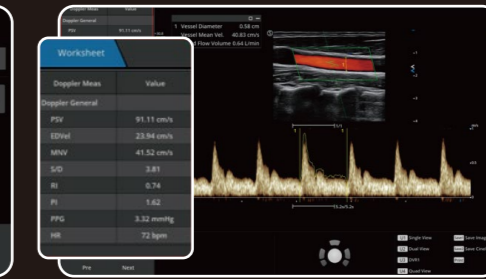 Doppler Meas Value
Doppler General
PSV 91.11 cm/s
Worksheet
Doppler Meas Value
Doppler General
PSV 91.11 cm/s
EDVel 23.94 cm/s
MNV 41.52 cm/s
S/D 3.81
RI 0.74
PI 1.62
PPG 3.32 mmHg
HR 72 bpm
Pre Next
1 Vessel Diameter 0.58 cm
Vessel Mean Vel. 40.83 cm/s
Flow Volume 0.64 L/min
Single View
Dual View
Quad View
Save Image
Save Cine